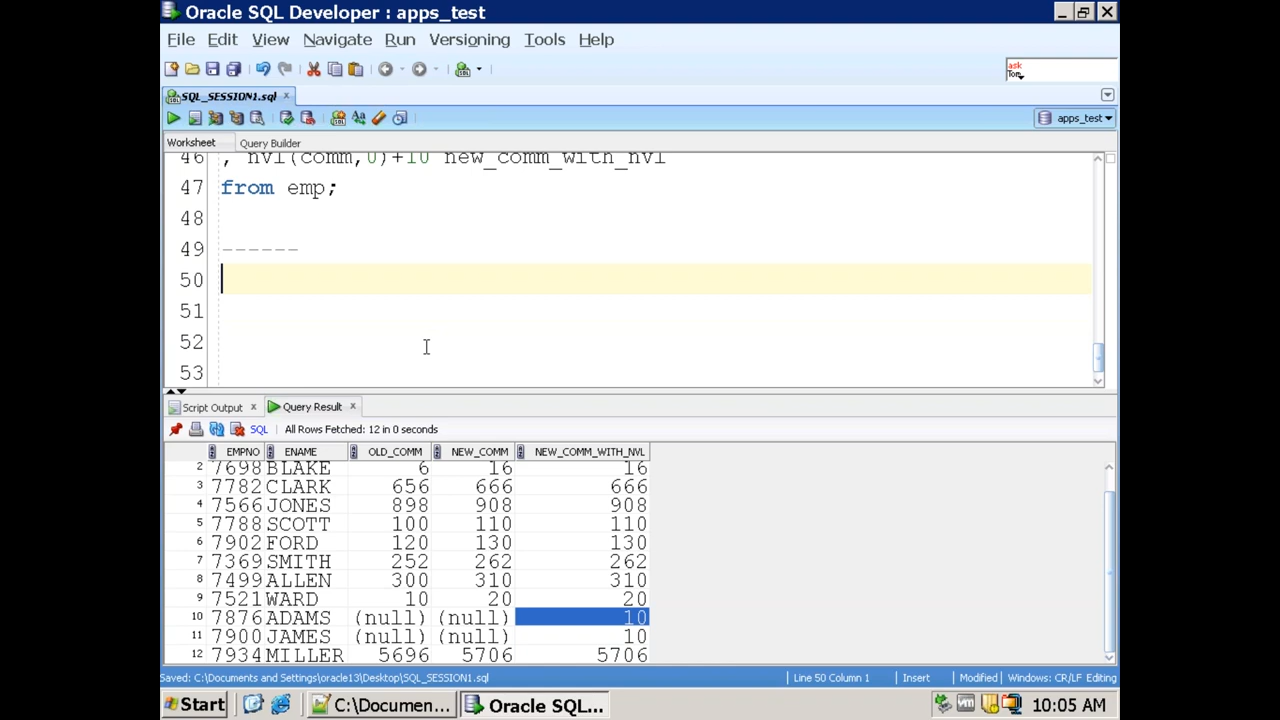 Oracle SQL Developer : apps_test
File Edit View Navigate Run Versioning Tools Help
ask
Tom
SQL_SESSION1.sql
apps_test
Worksheet Query Builder
46 , nvl(comm,0)+10 new_comm_with_nvl
47 from emp;
48
49 ------
50
51
52
53
Script Output Query Result
SQL All Rows Fetched: 12 in 0 seconds
EMPNO ENAME OLD_COMM NEW_COMM NEW_COMM_WITH_NVL
2 7698 BLAKE 6 16 16
3 7782 CLARK 656 666 666
4 7566 JONES 898 908 908
5 7788 SCOTT 100 110 110
6 7902 FORD 120 130 130
7 7369 SMITH 252 262 262
8 7499 ALLEN 300 310 310
9 7521 WARD 10 20 20
10 7876 ADAMS (null) (null) 10
11 7900 JAMES (null) (null) 10
12 7934 MILLER 5696 5706 5706
Saved: C:\Documents and Settings\oracle13\Desktop\SQL_SESSION1.sql Line 50 Column 1 Insert Modified Windows: CR/LF Editing
Start C:\Documen... Oracle SQL... 10:05 AM